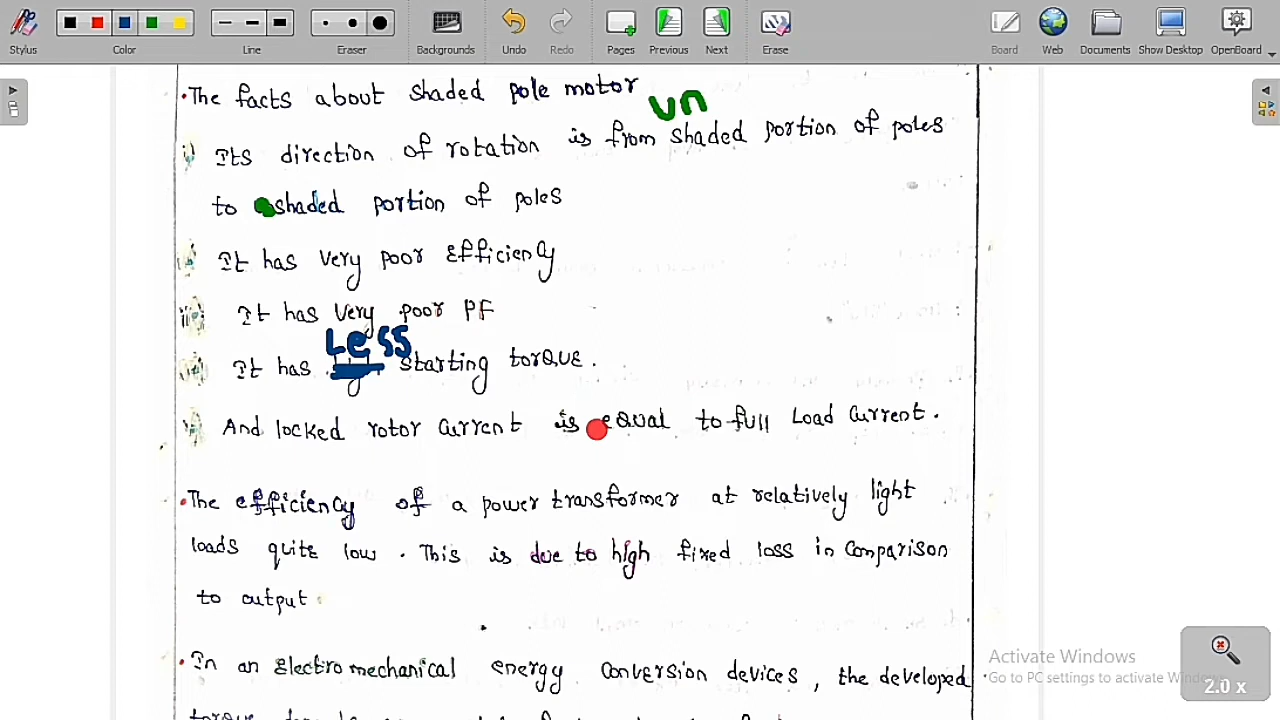 Stylus
Color
Line
Eraser
Backgrounds
Undo
Redo
Pages
Previous
Next
Erase
Board
Web
Documents
Show Desktop
OpenBoard
•The facts about shaded pole motor
un
i) Its direction of rotation is from shaded portion of poles
to shaded portion of poles
ii) It has very poor efficieny
iii) It has very poor PF
Less
iv) It has starting torque.
v) And locked rotor current is equal to full Load current.
•The efficiency of a power transformer at relatively light
loads quite low. This is due to high fixed loss in comparison
to output.
•In an Electromechanical energy conversion devices, the developed
Activate Windows
Go to PC settings to activate Windows.
2.0 x